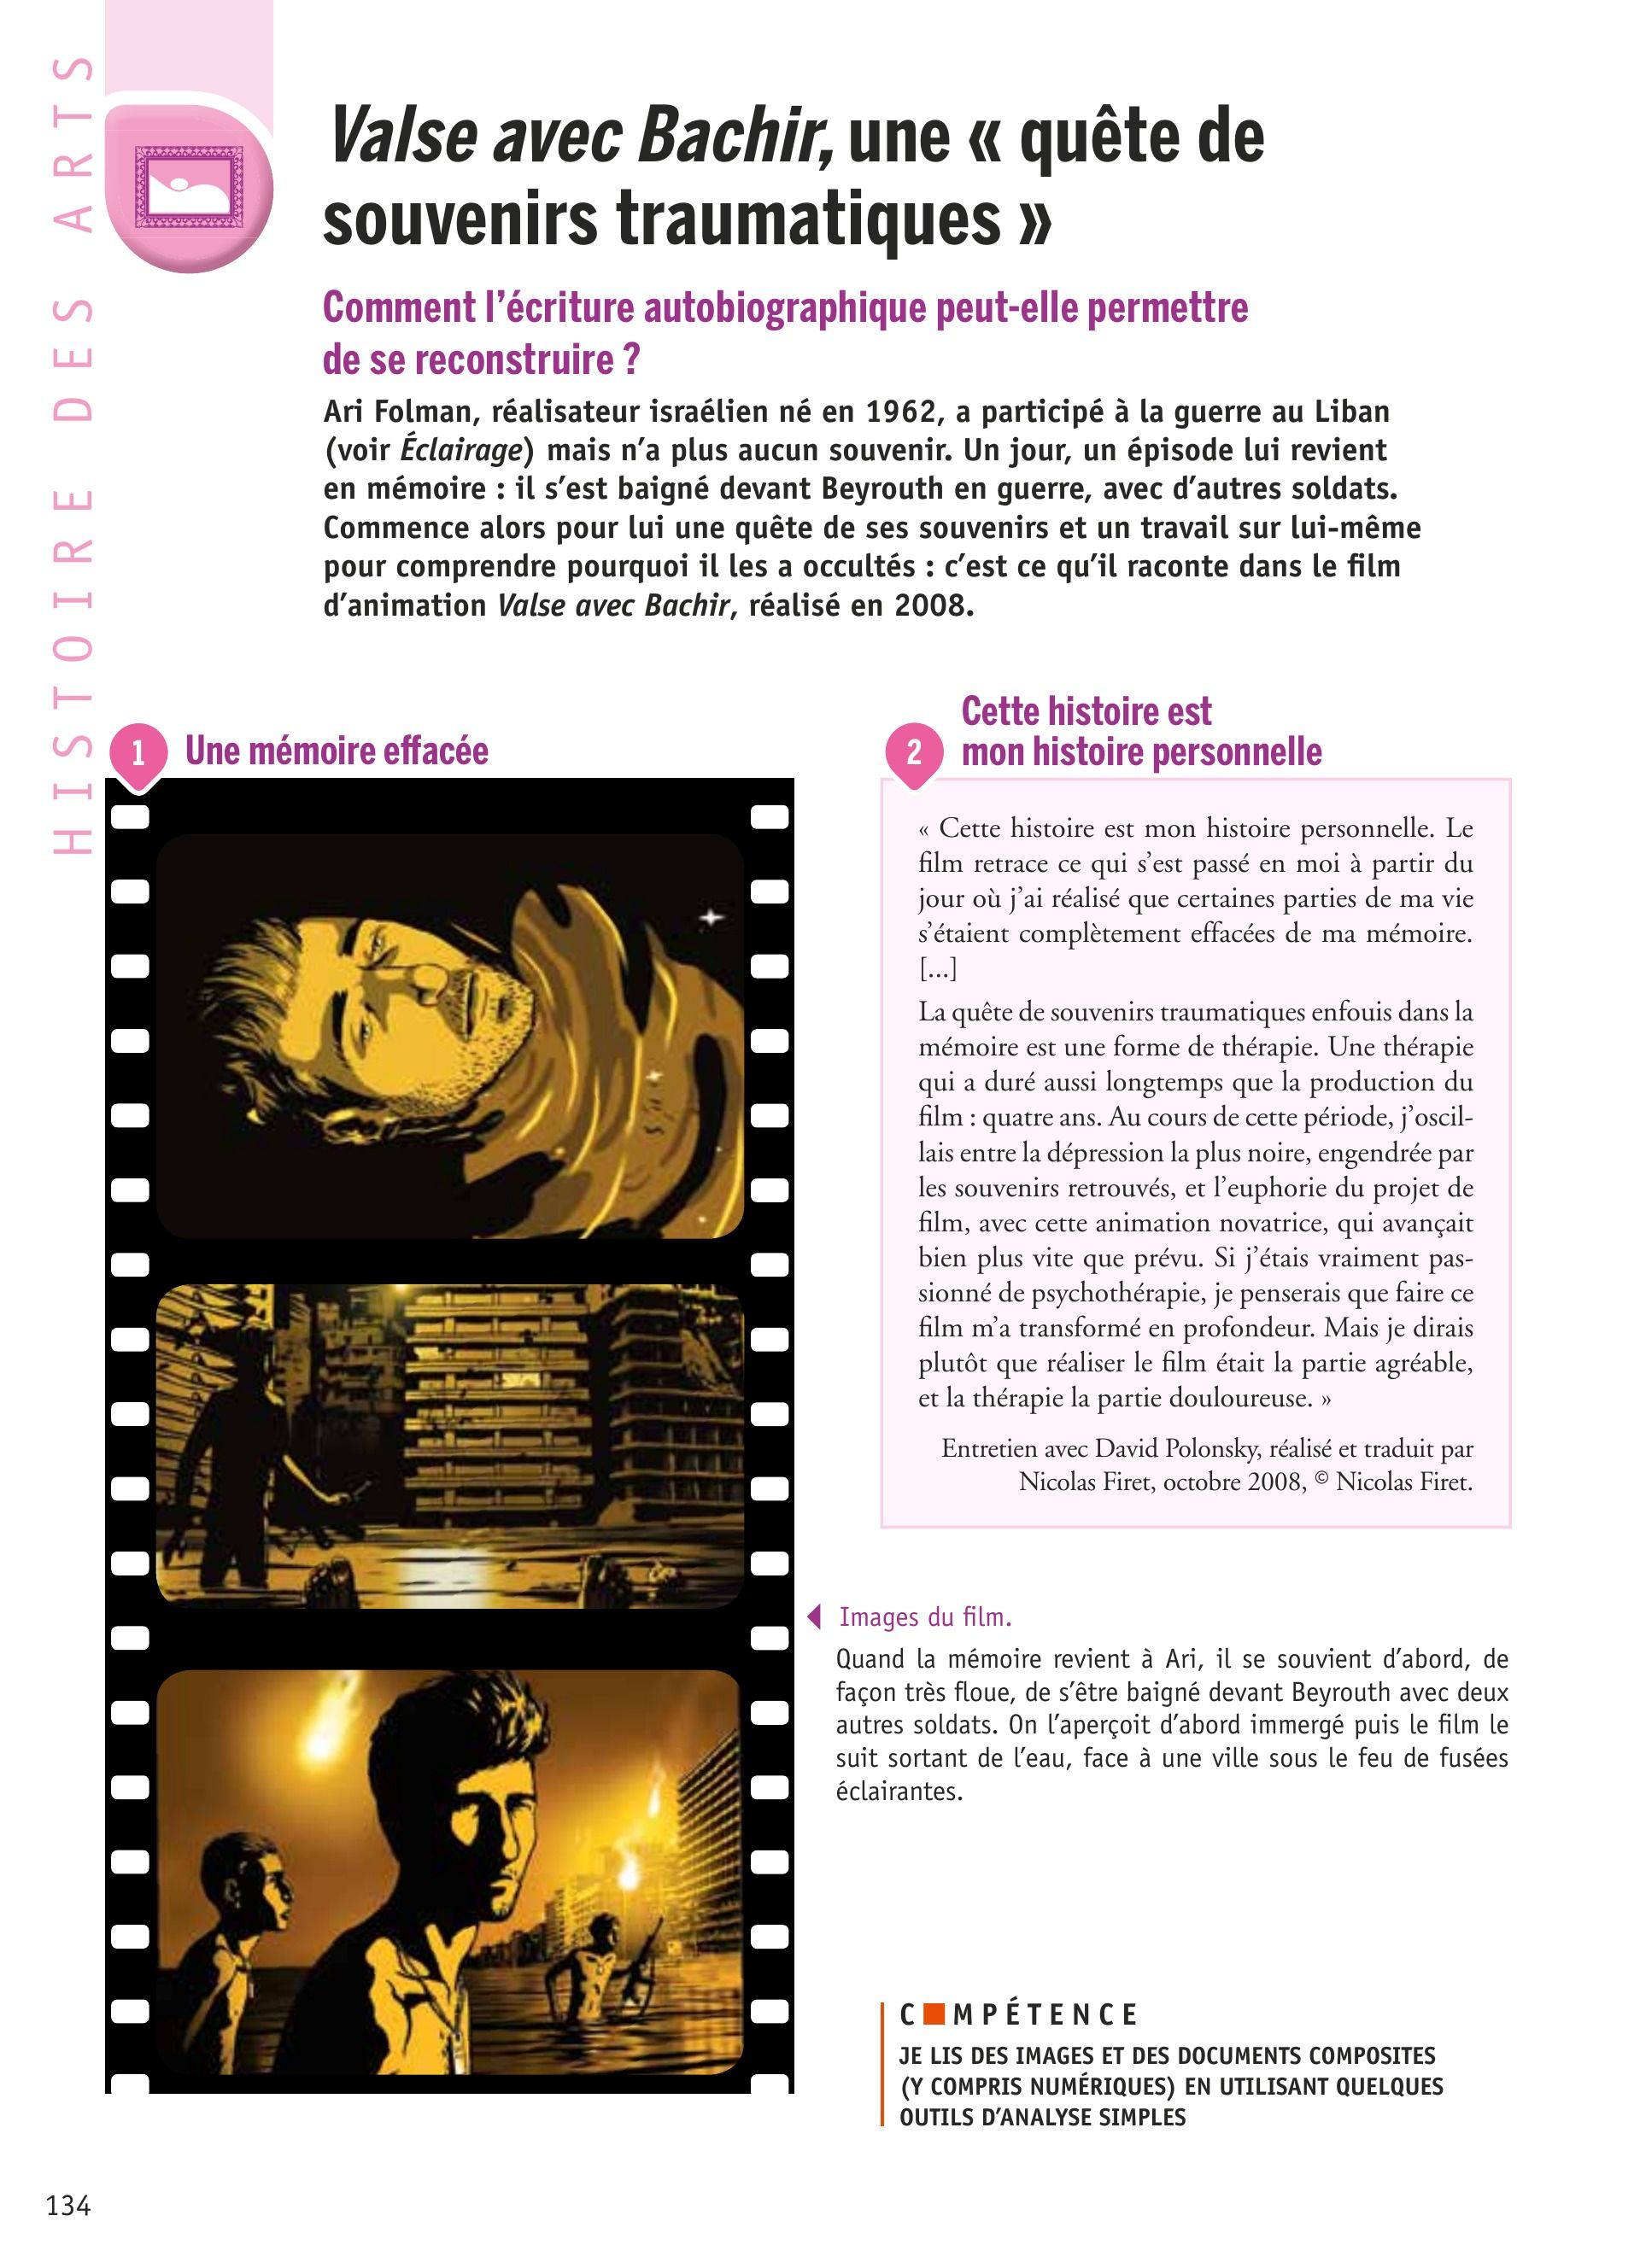 HISTOIRE DES ARTS
Valse avec Bachir, une « quête de
souvenirs traumatiques »
Comment l’écriture autobiographique peut-elle permettre
de se reconstruire ?
Ari Folman, réalisateur israélien né en 1962, a participé à la guerre au Liban
(voir Éclairage) mais n’a plus aucun souvenir. Un jour, un épisode lui revient
en mémoire : il s’est baigné devant Beyrouth en guerre, avec d’autres soldats.
Commence alors pour lui une quête de ses souvenirs et un travail sur lui-même
pour comprendre pourquoi il les a occultés : c’est ce qu’il raconte dans le film
d’animation Valse avec Bachir, réalisé en 2008.
1 Une mémoire effacée
2 Cette histoire est
mon histoire personnelle
« Cette histoire est mon histoire personnelle. Le
film retrace ce qui s’est passé en moi à partir du
jour où j’ai réalisé que certaines parties de ma vie
s’étaient complètement effacées de ma mémoire.
[...]
La quête de souvenirs traumatiques enfouis dans la
mémoire est une forme de thérapie. Une thérapie
qui a duré aussi longtemps que la production du
film : quatre ans. Au cours de cette période, j’oscil-
lais entre la dépression la plus noire, engendrée par
les souvenirs retrouvés, et l’euphorie du projet de
film, avec cette animation novatrice, qui avançait
bien plus vite que prévu. Si j’étais vraiment pas-
sionné de psychothérapie, je penserais que faire ce
film m’a transformé en profondeur. Mais je dirais
plutôt que réaliser le film était la partie agréable,
et la thérapie la partie douloureuse. »
Entretien avec David Polonsky, réalisé et traduit par
Nicolas Firet, octobre 2008, © Nicolas Firet.
Images du film.
Quand la mémoire revient à Ari, il se souvient d’abord, de
façon très floue, de s’être baigné devant Beyrouth avec deux
autres soldats. On l’aperçoit d’abord immergé puis le film le
suit sortant de l’eau, face à une ville sous le feu de fusées
éclairantes.
C■MPÉTENCE
JE LIS DES IMAGES ET DES DOCUMENTS COMPOSITES
(Y COMPRIS NUMÉRIQUES) EN UTILISANT QUELQUES
OUTILS D’ANALYSE SIMPLES
134